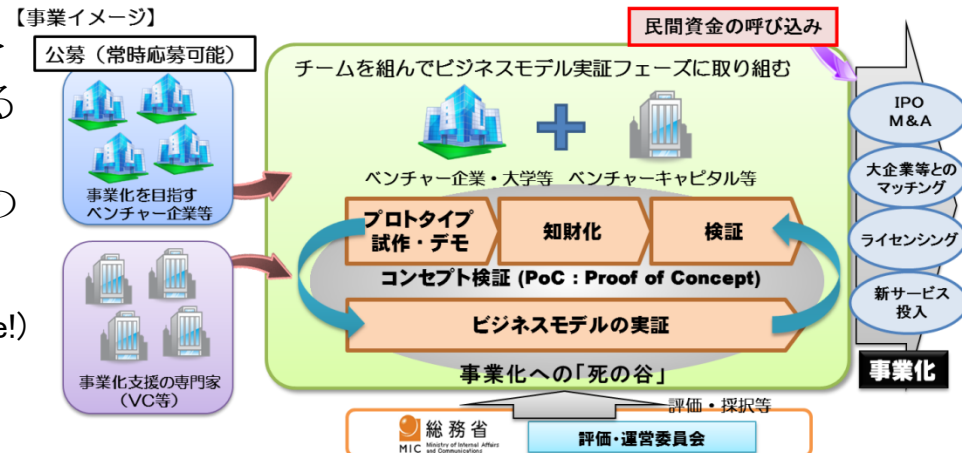 【事業イメージ】
公募（常時応募可能）
る
の
e!)
事業化を目指す
ベンチャー企業等
事業化支援の専門家
（VC等）
民間資金の呼び込み
チームを組んでビジネスモデル実証フェーズに取り組む
ベンチャー企業・大学等 ベンチャーキャピタル等
プロトタイプ
試作・デモ
知財化
検証
コンセプト検証 (PoC：Proof of Concept)
ビジネスモデルの実証
事業化への「死の谷」
評価・採択等
総務省
MIC Ministry of Internal Affairs
and Communications
評価・運営委員会
IPO
M&A
大企業等との
マッチング
ライセンシング
新サービス
投入
事業化